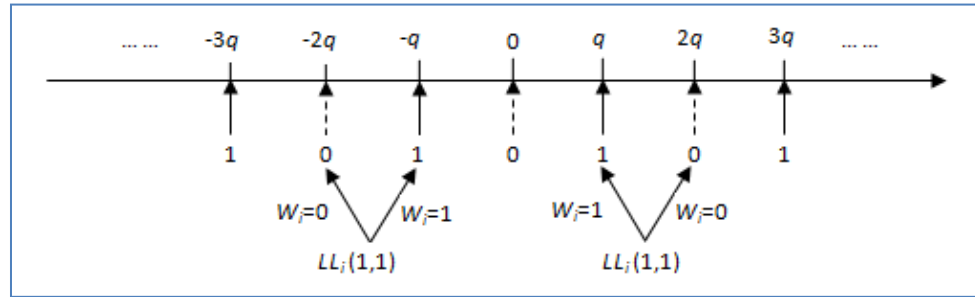 ... ... -3q -2q -q 0 q 2q 3q ... ...
1 0 1 0 1 0 1
Wi=0 Wi=1 Wi=1 Wi=0
LLi(1,1) LLi(1,1)